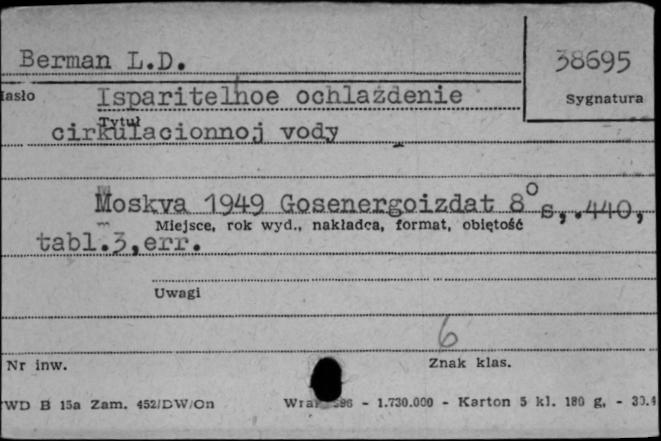 Berman L.D.
38695
Hasło
Isparitelnoe ochlaždenie
Sygnatura
Tytuł
cirkulacionnoj vody
Moskva 1949 Gosenergoizdat 8° s,.440,
Miejsce, rok wyd., nakładca, format, objętość
tabl.3,err.
Uwagi
6
Nr inw.
Znak klas.
WD B 15a Zam. 452/DW/On - 1.730.000 - Karton 5 kl. 180 g, - 30.4